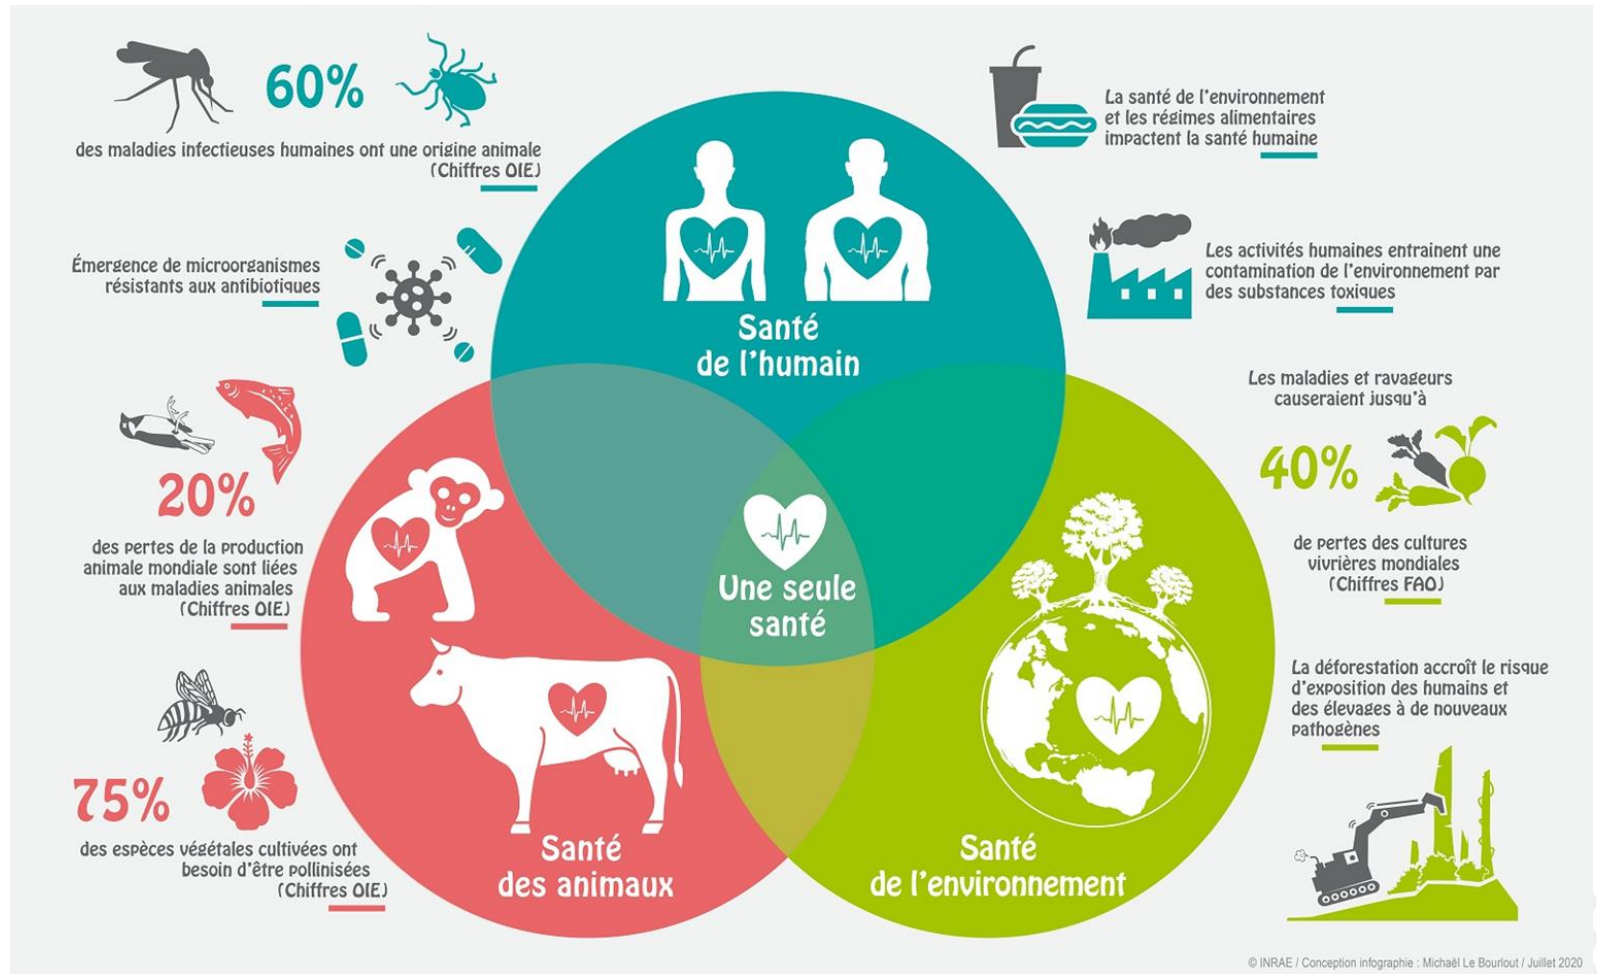 60%
des maladies infectieuses humaines ont une origine animale
(Chiffres OIE)
Émergence de microorganismes
résistants aux antibiotiques
20%
des pertes de la production
animale mondiale sont liées
aux maladies animales
(Chiffres OIE)
75%
des espèces végétales cultivées ont
besoin d'être pollinisées
(Chiffres OIE)
Santé
de l'humain
Une seule
santé
Santé
des animaux
Santé
de l'environnement
La santé de l'environnement
et les régimes alimentaires
impactent la santé humaine
Les activités humaines entrainent une
contamination de l'environnement par
des substances toxiques
Les maladies et ravageurs
causeraient jusqu'à
40%
de pertes des cultures
vivrières mondiales
(Chiffres FAO)
La déforestation accroît le risque
d'exposition des humains et
des élevages à de nouveaux
pathogènes
© INRAE / Conception infographie : Michaël Le Bourlout / Juillet 2020